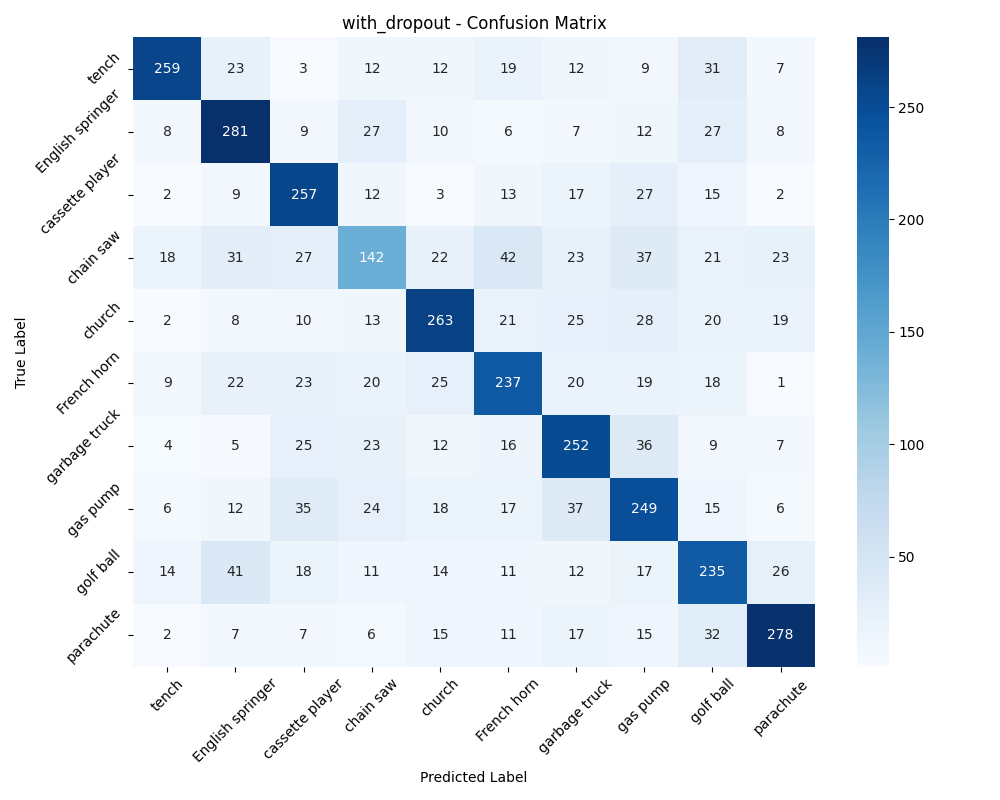 with_dropout - Confusion Matrix
tench 259 23 3 12 12 19 12 9 31 7
English springer 8 281 9 27 10 6 7 12 27 8
cassette player 2 9 257 12 3 13 17 27 15 2
chain saw 18 31 27 142 22 42 23 37 21 23
church 2 8 10 13 263 21 25 28 20 19
French horn 9 22 23 20 25 237 20 19 18 1
garbage truck 4 5 25 23 12 16 252 36 9 7
gas pump 6 12 35 24 18 17 37 249 15 6
golf ball 14 41 18 11 14 11 12 17 235 26
parachute 2 7 7 6 15 11 17 15 32 278
tench English springer cassette player chain saw church French horn garbage truck gas pump golf ball parachute
Predicted Label
True Label
250
200
150
100
50